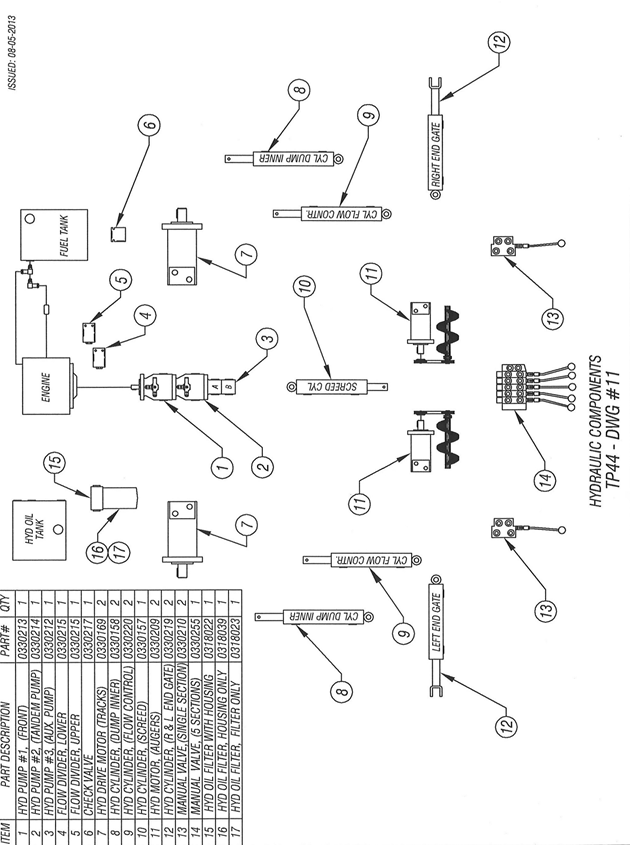 ISSUED: 08-05-2013
FUEL TANK
ENGINE
HYD OIL
TANK
A
B
CYL DUMP INNER
CYL FLOW CONTR.
SCREED CYL
RIGHT END GATE
CYL FLOW CONTR.
CYL DUMP INNER
LEFT END GATE
1
2
3
4
5
6
7
7
8
8
9
9
10
11
11
12
12
13
13
14
15
16
17
HYDRAULIC COMPONENTS
TP44 - DWG #11
ITEM PART DESCRIPTION PART# QTY
1 HYD PUMP #1, (FRONT) 0330213 1
2 HYD PUMP #2, (TANDEM PUMP) 0330214 1
3 HYD PUMP #3, (AUX. PUMP) 0330212 1
4 FLOW DIVIDER, LOWER 0330215 1
5 FLOW DIVIDER, UPPER 0330215 1
6 CHECK VALVE 0330217 1
7 HYD DRIVE MOTOR (TRACKS) 0330169 2
8 HYD CYLINDER, (DUMP INNER) 0330158 2
9 HYD CYLINDER, (FLOW CONTROL) 0330220 2
10 HYD CYLINDER, (SCREED) 0330157 1
11 HYD MOTOR, (AUGERS) 0330209 2
12 HYD CYLINDER, (R & L. END GATE) 0330219 2
13 MANUAL VALVE, (SINGLE SECTION) 0330210 2
14 MANUAL VALVE, (5 SECTIONS) 0330255 1
15 HYD OIL FILTER WITH HOUSING 0318022 1
16 HYD OIL FILTER, HOUSING ONLY 0318039 1
17 HYD OIL FILTER, FILTER ONLY 0318023 1